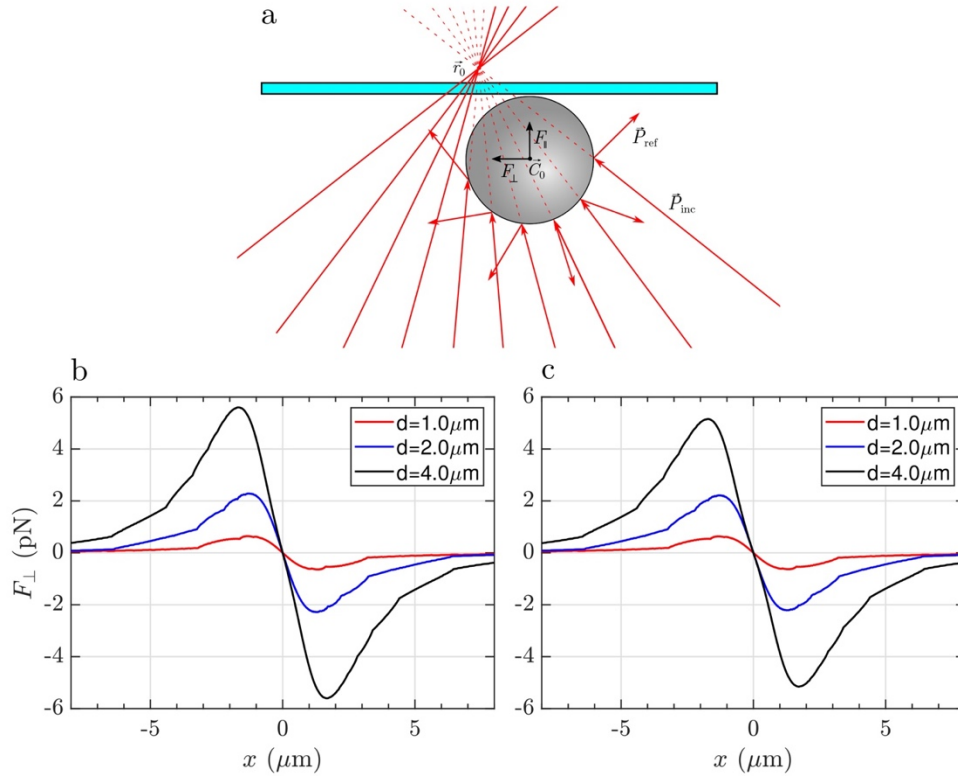 a
r⃗₀
F∥
F⊥
C⃗₀
P⃗ref
P⃗inc
b
c
6
4
2
0
-2
-4
-6
F⊥ (pN)
-5
0
5
x (μm)
d=1.0μm
d=2.0μm
d=4.0μm
6
4
2
0
-2
-4
-6
-5
0
5
x (μm)
d=1.0μm
d=2.0μm
d=4.0μm